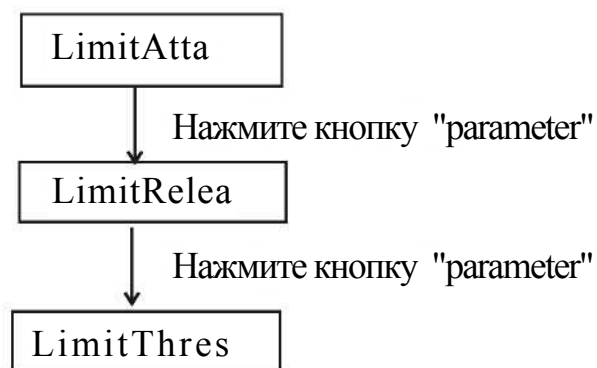 LimitAtta
Нажмите кнопку "parameter"
LimitRelea
Нажмите кнопку "parameter"
LimitThres